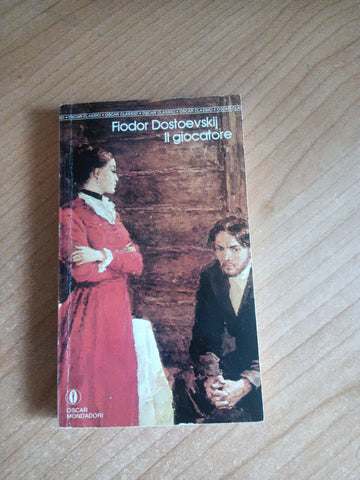 OSCAR CLASSICI • OSCAR CLASSICI • OSCAR CLASSICI • OSCAR CLASSICI
Fiodor Dostoevskij
Il giocatore
OSCAR
MONDADORI